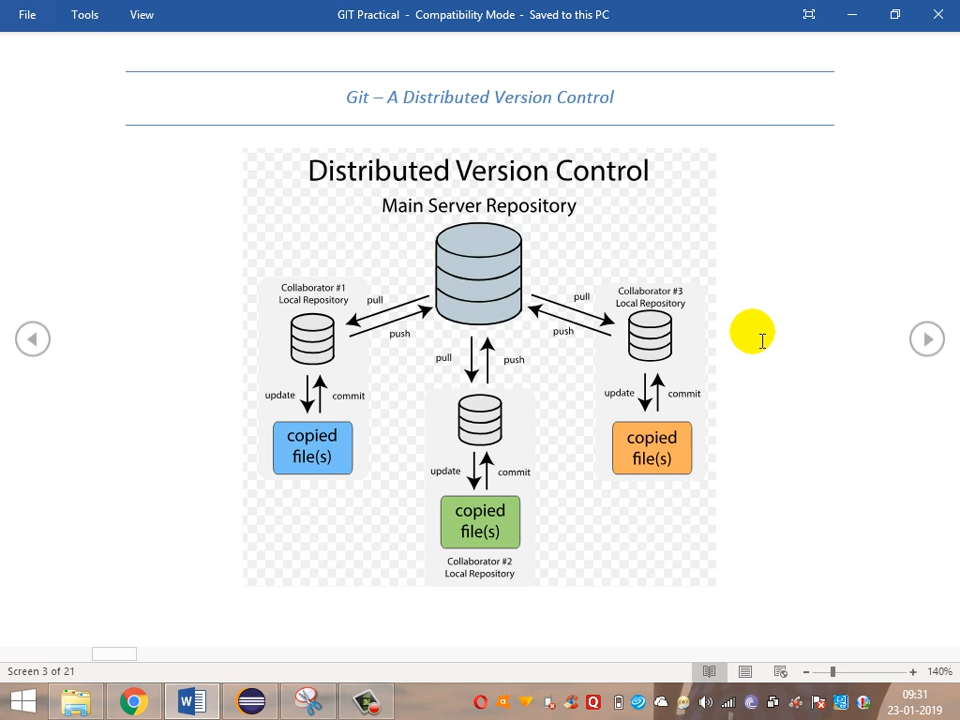 File Tools View GIT Practical - Compatibility Mode - Saved to this PC
Git – A Distributed Version Control
Distributed Version Control
Main Server Repository
Collaborator #1
Local Repository
pull
push
update
commit
copied
file(s)
pull
push
update
commit
copied
file(s)
Collaborator #2
Local Repository
Collaborator #3
Local Repository
pull
push
update
commit
copied
file(s)
Screen 3 of 21
140%
09:31
23-01-2019